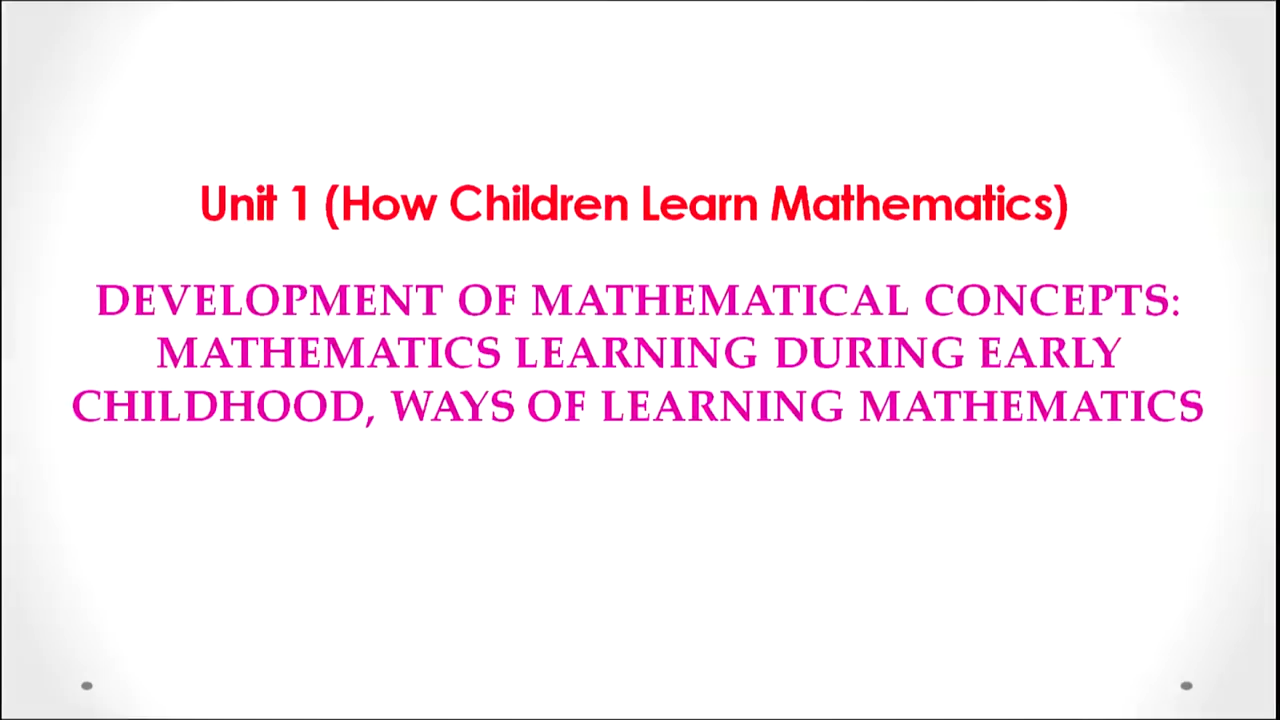 Unit 1 (How Children Learn Mathematics)
DEVELOPMENT OF MATHEMATICAL CONCEPTS:
MATHEMATICS LEARNING DURING EARLY
CHILDHOOD, WAYS OF LEARNING MATHEMATICS